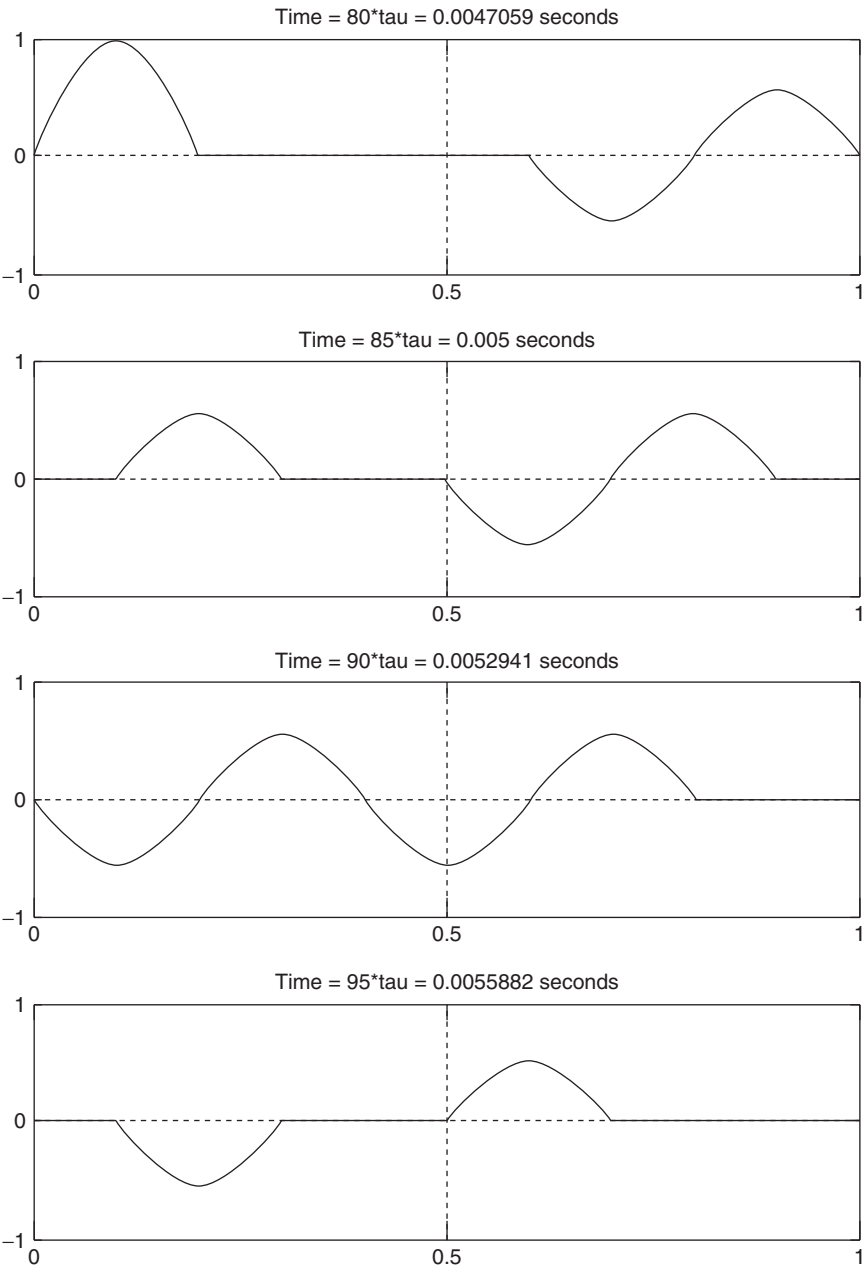 Time = 80*tau = 0.0047059 seconds
1
0
−1
0 0.5 1
Time = 85*tau = 0.005 seconds
1
0
−1
0 0.5 1
Time = 90*tau = 0.0052941 seconds
1
0
−1
0 0.5 1
Time = 95*tau = 0.0055882 seconds
1
0
−1
0 0.5 1